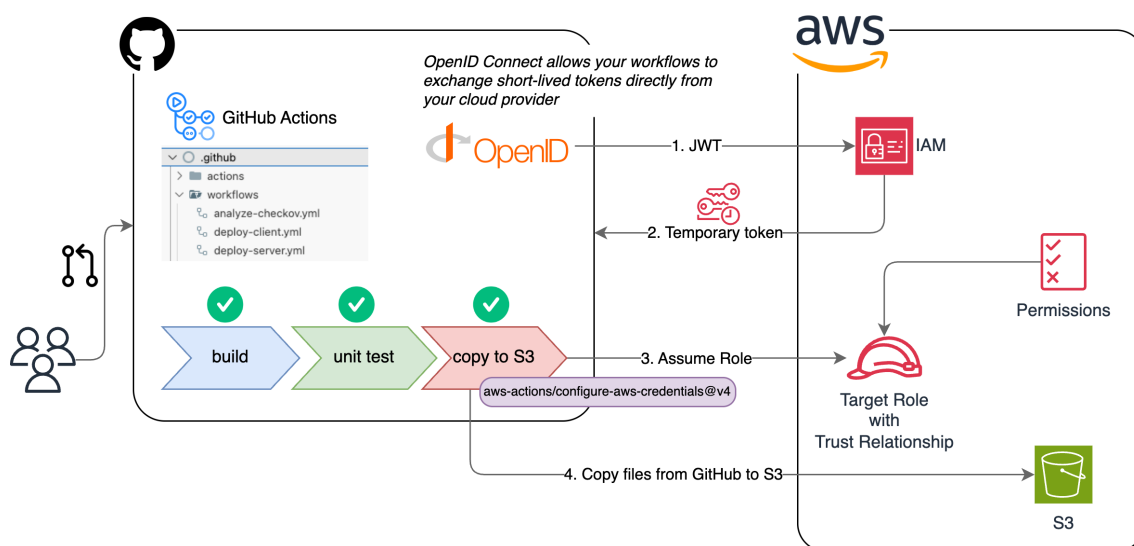 aws
OpenID Connect allows your workflows to
exchange short-lived tokens directly from
your cloud provider
GitHub Actions
OpenID
1. JWT
IAM
.github
actions
workflows
analyze-checkov.yml
deploy-client.yml
deploy-server.yml
2. Temporary token
Permissions
build
unit test
copy to S3
3. Assume Role
aws-actions/configure-aws-credentials@v4
Target Role
with
Trust Relationship
4. Copy files from GitHub to S3
S3